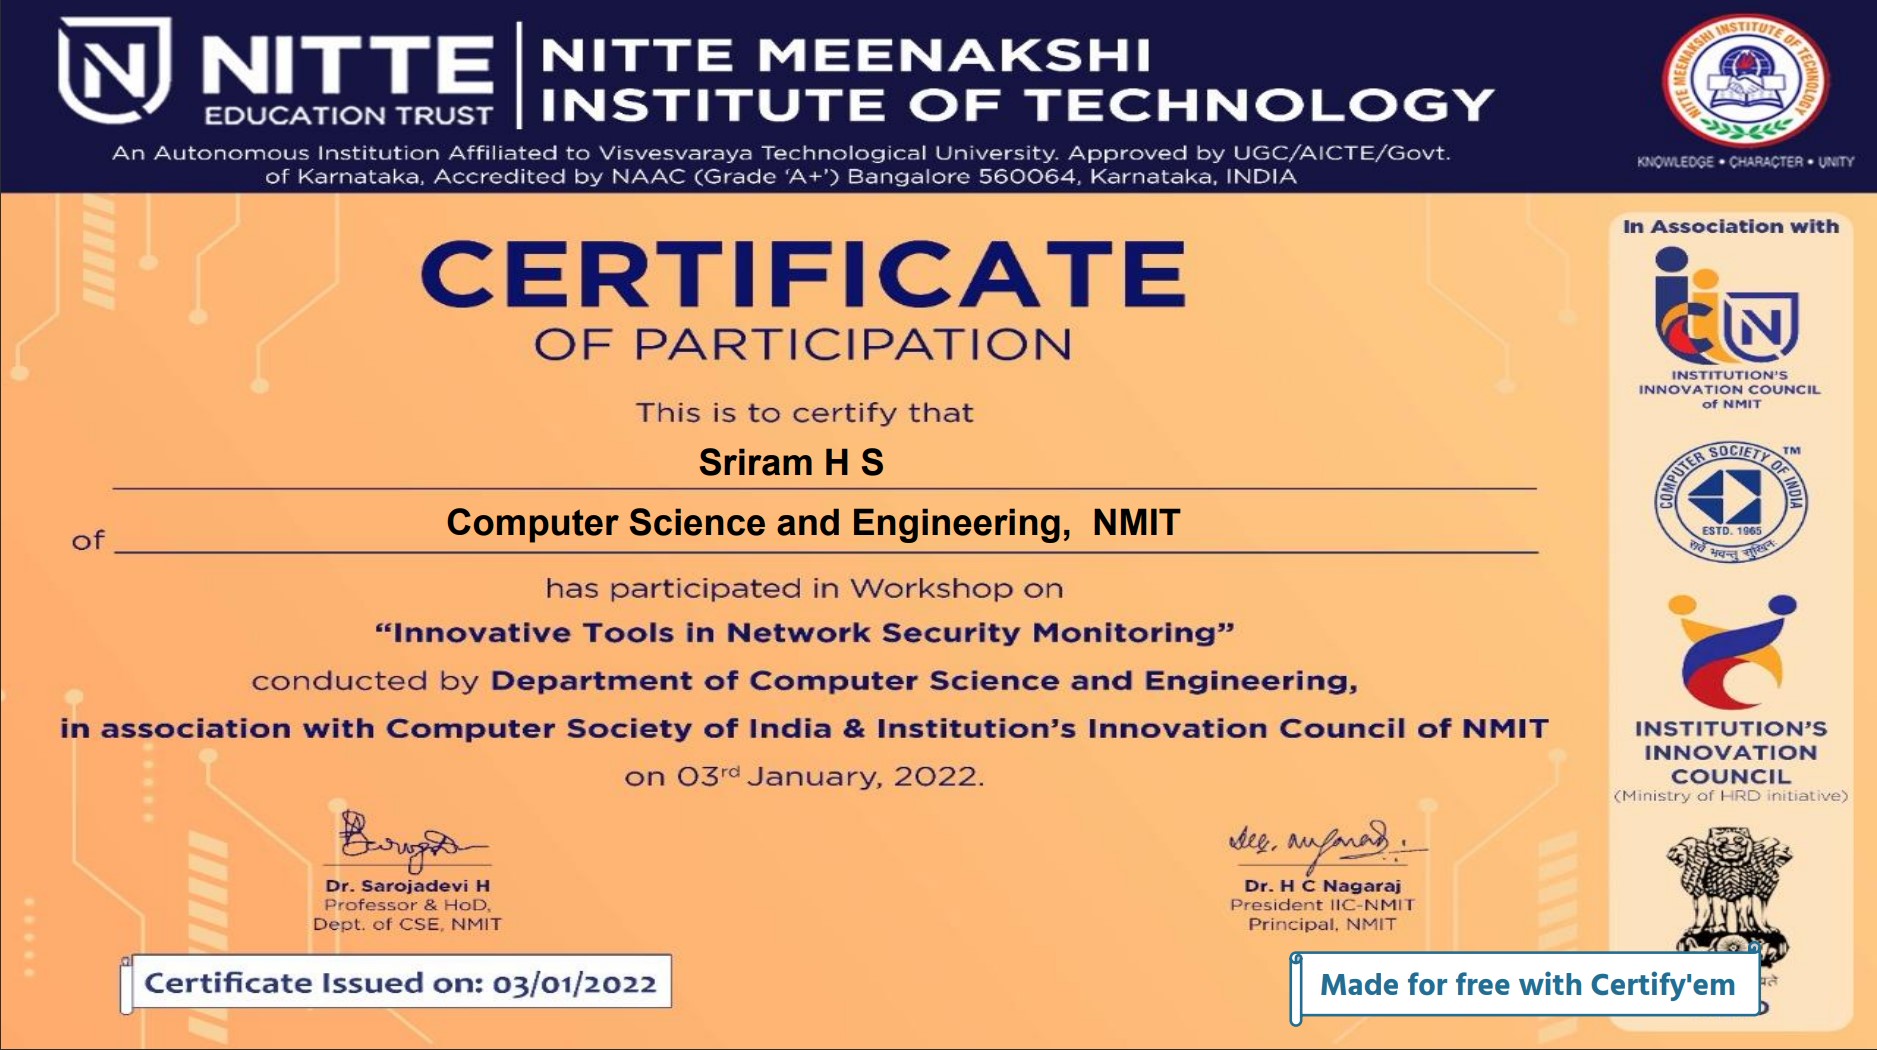 NITTE
EDUCATION TRUST
NITTE MEENAKSHI
INSTITUTE OF TECHNOLOGY
An Autonomous Institution Affiliated to Visvesvaraya Technological University. Approved by UGC/AICTE/Govt.
of Karnataka, Accredited by NAAC (Grade ‘A+’) Bangalore 560064, Karnataka, INDIA
NITTE MEENAKSHI INSTITUTE OF TECHNOLOGY
KNOWLEDGE • CHARACTER • UNITY
CERTIFICATE
OF PARTICIPATION
This is to certify that
Sriram H S
of Computer Science and Engineering, NMIT
has participated in Workshop on
“Innovative Tools in Network Security Monitoring”
conducted by Department of Computer Science and Engineering,
in association with Computer Society of India & Institution’s Innovation Council of NMIT
on 03rd January, 2022.
Dr. Sarojadevi H
Professor & HoD,
Dept. of CSE, NMIT
Dr. H C Nagaraj
President IIC-NMIT
Principal, NMIT
Certificate Issued on: 03/01/2022
Made for free with Certify'em
In Association with
INSTITUTION'S
INNOVATION COUNCIL
of NMIT
COMPUTER SOCIETY OF INDIA
TM
ESTD. 1965
सर्वे भवन्तु सुखिनः
INSTITUTION'S
INNOVATION
COUNCIL
(Ministry of HRD initiative)